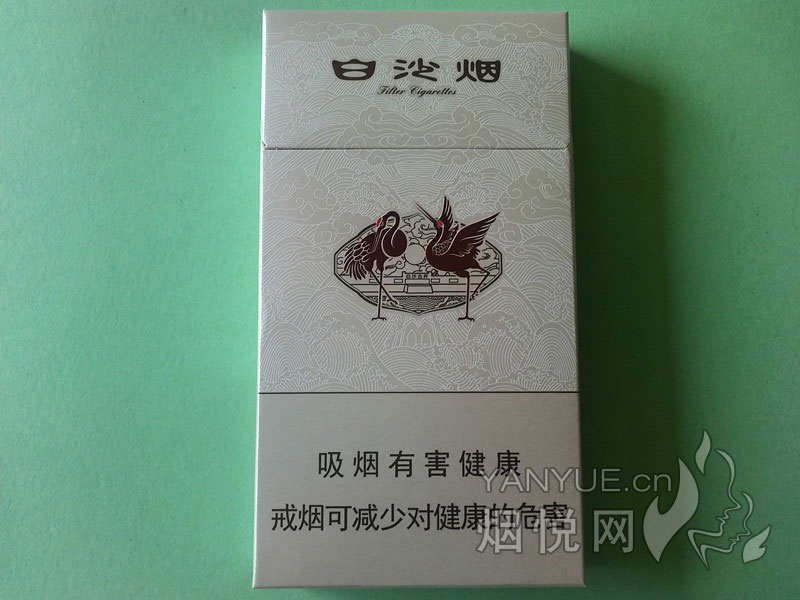 白沙烟
Filter Cigarettes
吸烟有害健康
戒烟可减少对健康的危害
YANYUE.cn
烟悦网